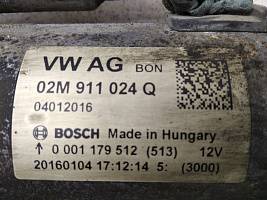 VW AG BON
02M 911 024 Q
04012016
BOSCH Made in Hungary
0 001 179 512 (513) 12V
20160104 17:12:14 5: (3000)